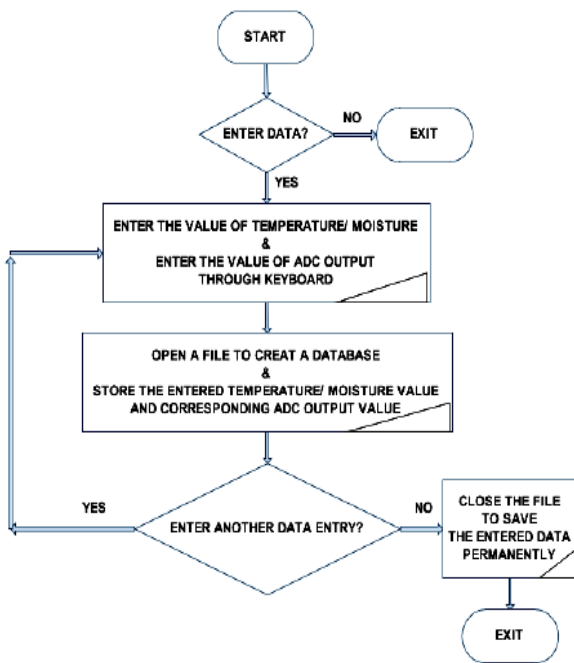 START
ENTER DATA?
NO
EXIT
YES
ENTER THE VALUE OF TEMPERATURE/ MOISTURE
&
ENTER THE VALUE OF ADC OUTPUT
THROUGH KEYBOARD
OPEN A FILE TO CREAT A DATABASE
&
STORE THE ENTERED TEMPERATURE/ MOISTURE VALUE
AND CORRESPONDING ADC OUTPUT VALUE
YES
ENTER ANOTHER DATA ENTRY?
NO
CLOSE THE FILE
TO SAVE
THE ENTERED DATA
PERMANENTLY
EXIT